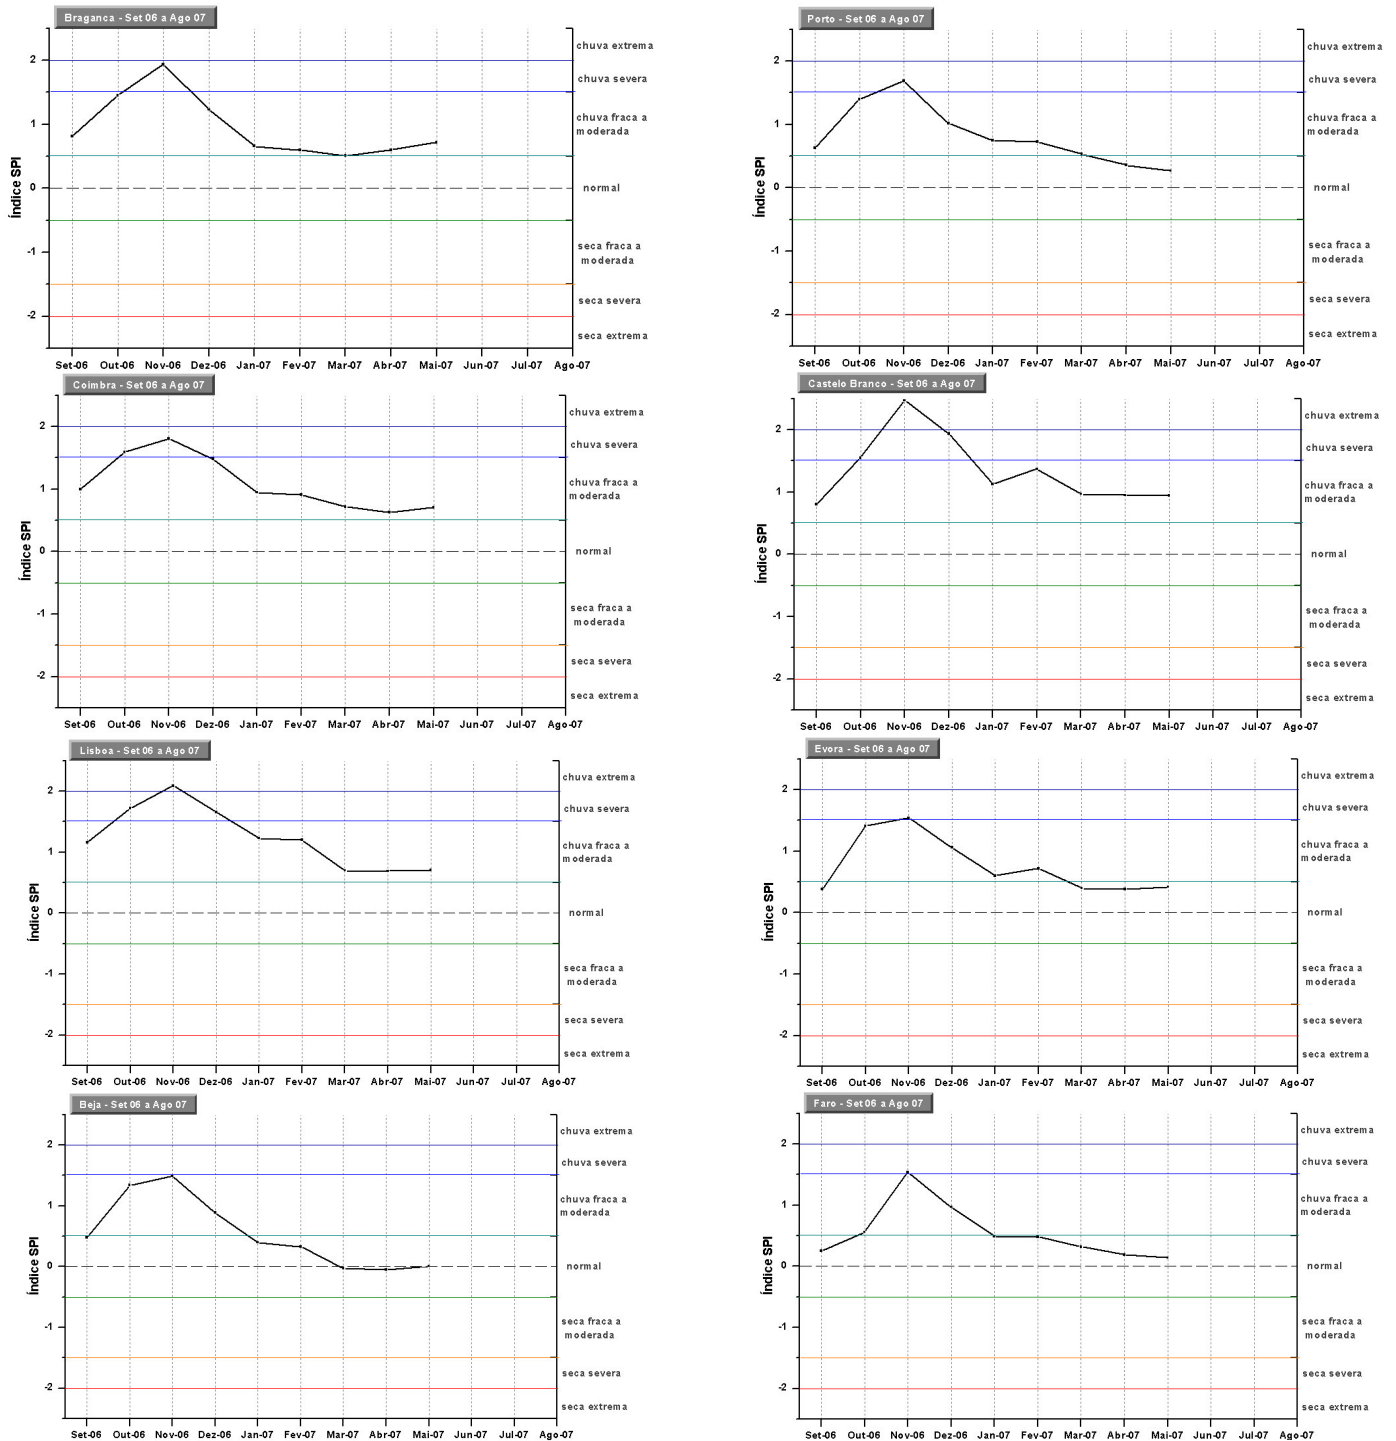 Braganca - Set 06 a Ago 07
Índice SPI
2
1
0
-1
-2
chuva extrema
chuva severa
chuva fraca a
moderada
normal
seca fraca a
moderada
seca severa
seca extrema
Set-06 Out-06 Nov-06 Dez-06 Jan-07 Fev-07 Mar-07 Abr-07 Mai-07 Jun-07 Jul-07 Ago-07
Porto - Set 06 a Ago 07
Índice SPI
2
1
0
-1
-2
chuva extrema
chuva severa
chuva fraca a
moderada
normal
seca fraca a
moderada
seca severa
seca extrema
Set-06 Out-06 Nov-06 Dez-06 Jan-07 Fev-07 Mar-07 Abr-07 Mai-07 Jun-07 Jul-07 Ago-07
Coimbra - Set 06 a Ago 07
Índice SPI
2
1
0
-1
-2
chuva extrema
chuva severa
chuva fraca a
moderada
normal
seca fraca a
moderada
seca severa
seca extrema
Set-06 Out-06 Nov-06 Dez-06 Jan-07 Fev-07 Mar-07 Abr-07 Mai-07 Jun-07 Jul-07 Ago-07
Castelo Branco - Set 06 a Ago 07
Índice SPI
2
1
0
-1
-2
chuva extrema
chuva severa
chuva fraca a
moderada
normal
seca fraca a
moderada
seca severa
seca extrema
Set-06 Out-06 Nov-06 Dez-06 Jan-07 Fev-07 Mar-07 Abr-07 Mai-07 Jun-07 Jul-07 Ago-07
Lisboa - Set 06 a Ago 07
Índice SPI
2
1
0
-1
-2
chuva extrema
chuva severa
chuva fraca a
moderada
normal
seca fraca a
moderada
seca severa
seca extrema
Set-06 Out-06 Nov-06 Dez-06 Jan-07 Fev-07 Mar-07 Abr-07 Mai-07 Jun-07 Jul-07 Ago-07
Evora - Set 06 a Ago 07
Índice SPI
2
1
0
-1
-2
chuva extrema
chuva severa
chuva fraca a
moderada
normal
seca fraca a
moderada
seca severa
seca extrema
Set-06 Out-06 Nov-06 Dez-06 Jan-07 Fev-07 Mar-07 Abr-07 Mai-07 Jun-07 Jul-07 Ago-07
Beja - Set 06 a Ago 07
Índice SPI
2
1
0
-1
-2
chuva extrema
chuva severa
chuva fraca a
moderada
normal
seca fraca a
moderada
seca severa
seca extrema
Set-06 Out-06 Nov-06 Dez-06 Jan-07 Fev-07 Mar-07 Abr-07 Mai-07 Jun-07 Jul-07 Ago-07
Faro - Set 06 a Ago 07
Índice SPI
2
1
0
-1
-2
chuva extrema
chuva severa
chuva fraca a
moderada
normal
seca fraca a
moderada
seca severa
seca extrema
Set-06 Out-06 Nov-06 Dez-06 Jan-07 Fev-07 Mar-07 Abr-07 Mai-07 Jun-07 Jul-07 Ago-07